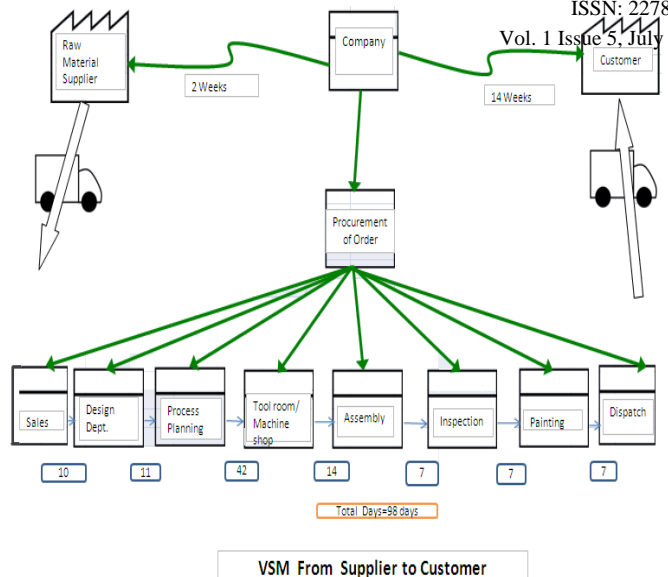 ISSN: 2278
Vol. 1 Issue 5, July
Raw
Material
Supplier
Company
Customer
2 Weeks
14 Weeks
Procurement
of Order
Sales
Design
Dept.
Process
Planning
Tool room/
Machine
shop
Assembly
Inspection
Painting
Dispatch
10
11
42
14
7
7
7
Total Days=98 days
VSM From Supplier to Customer